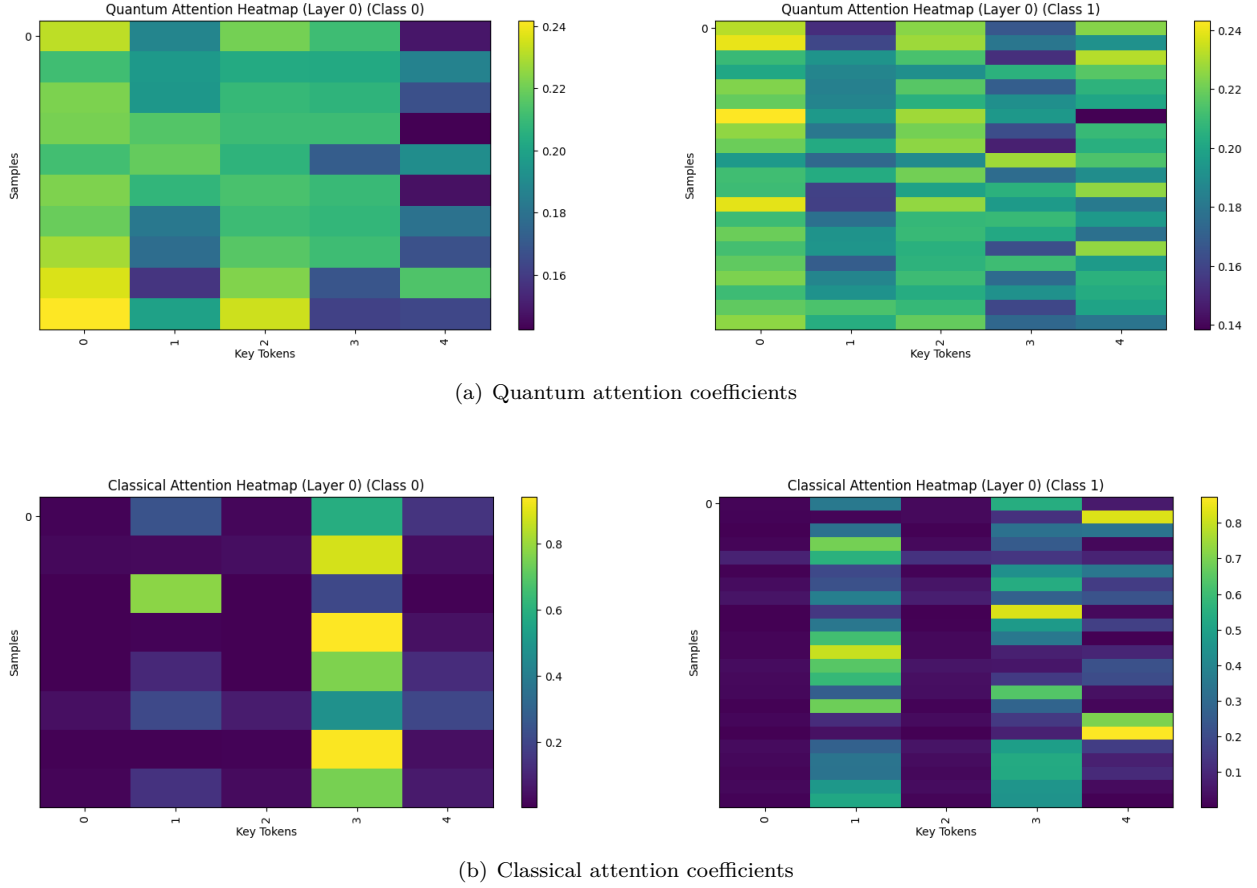 Quantum Attention Heatmap (Layer 0) (Class 0)
0
Samples
0 1 2 3 4
Key Tokens
0.24
0.22
0.20
0.18
0.16
Quantum Attention Heatmap (Layer 0) (Class 1)
0
Samples
0 1 2 3 4
Key Tokens
0.24
0.22
0.20
0.18
0.16
0.14
(a) Quantum attention coefficients
Classical Attention Heatmap (Layer 0) (Class 0)
0
Samples
0 1 2 3 4
Key Tokens
0.8
0.6
0.4
0.2
Classical Attention Heatmap (Layer 0) (Class 1)
0
Samples
0 1 2 3 4
Key Tokens
0.8
0.7
0.6
0.5
0.4
0.3
0.2
0.1
(b) Classical attention coefficients